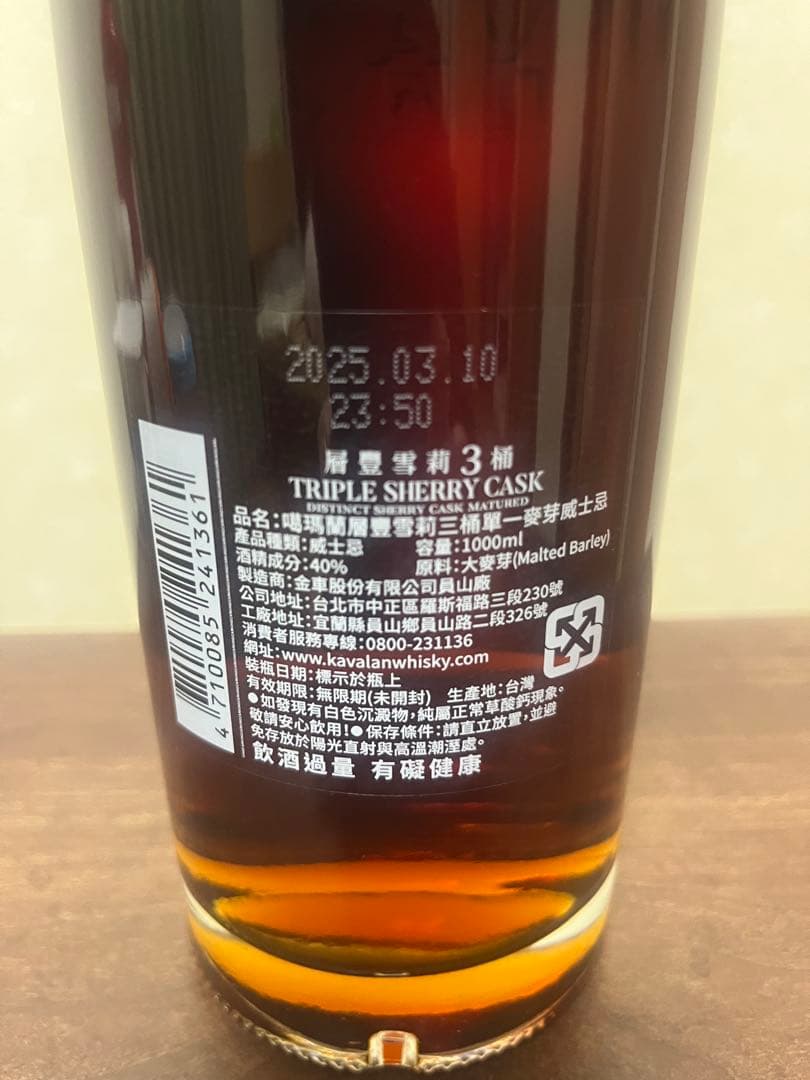 2025.03.10
23:50
層豐雪莉3桶
TRIPLE SHERRY CASK
DISTINCT SHERRY CASK MATURED
品名:噶瑪蘭層豐雪莉三桶單一麥芽威士忌
產品種類:威士忌 容量:1000ml
酒精成分:40% 原料:大麥芽(Malted Barley)
製造商:金車股份有限公司員山廠
公司地址:台北市中正區羅斯福路三段230號
工廠地址:宜蘭縣員山鄉員山路二段326號
消費者服務專線:0800-231136
網址:www.kavalanwhisky.com
裝瓶日期:標示於瓶上
有效期限:無限期(未開封) 生產地:台灣
●如發現有白色沉澱物,純屬正常草酸鈣現象。
敬請安心飲用!●保存條件:請直立放置,並避
免存放於陽光直射與高溫潮溼處。
飲酒過量 有礙健康
4 710085 241361